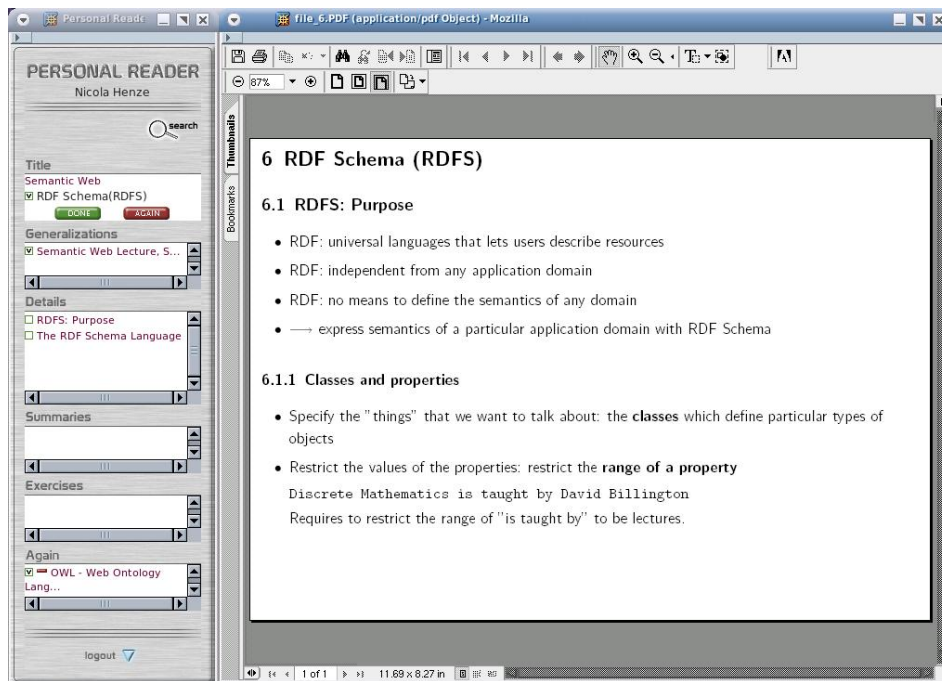 Personal Reade
PERSONAL READER
Nicola Henze
search
Title
Semantic Web
RDF Schema(RDFS)
DONE AGAIN
Generalizations
Semantic Web Lecture, S...
Details
RDFS: Purpose
The RDF Schema Language
Summaries
Exercises
Again
OWL - Web Ontology
Lang...
logout
file_6.PDF (application/pdf Object) - Mozilla
87%
Thumbnails
Bookmarks
6 RDF Schema (RDFS)
6.1 RDFS: Purpose
• RDF: universal languages that lets users describe resources
• RDF: independent from any application domain
• RDF: no means to define the semantics of any domain
• → express semantics of a particular application domain with RDF Schema
6.1.1 Classes and properties
• Specify the "things" that we want to talk about: the classes which define particular types of
objects
• Restrict the values of the properties: restrict the range of a property
Discrete Mathematics is taught by David Billington
Requires to restrict the range of "is taught by" to be lectures.
1 of 1 11.69 x 8.27 in